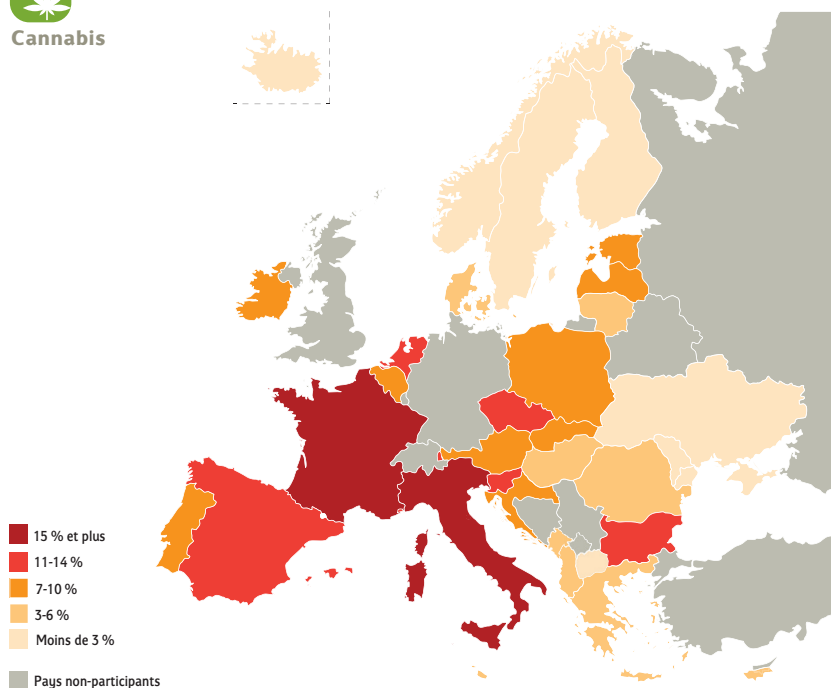 Cannabis
15 % et plus
11-14 %
7-10 %
3-6 %
Moins de 3 %
Pays non-participants